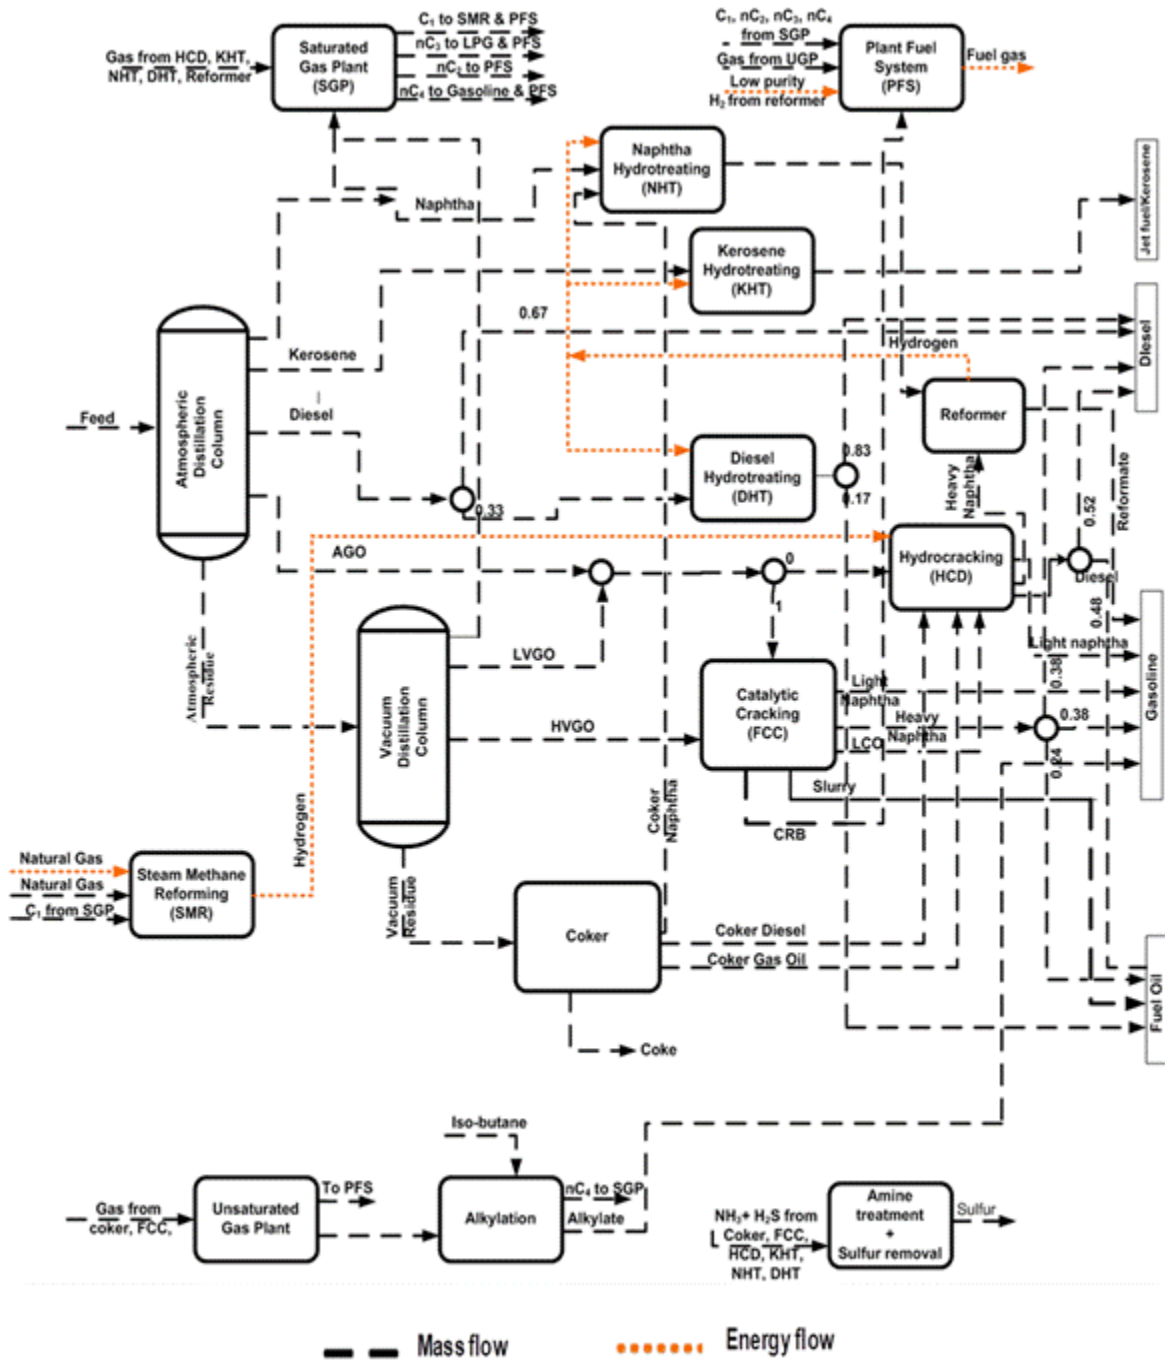 C₁ to SMR & PFS
nC₃ to LPG & PFS
nC₂ to PFS
nC₄ to Gasoline & PFS
Gas from HCD, KHT,
NHT, DHT, Reformer
Saturated
Gas Plant
(SGP)
C₁, nC₂, nC₃, nC₄
from SGP
Gas from UGP
Low purity
H₂ from reformer
Plant Fuel
System
(PFS)
Fuel gas
Naphtha
Hydrotreating
(NHT)
Naphtha
Jet fuel/Kerosene
Kerosene
Hydrotreating
(KHT)
0.67
Hydrogen
Diesel
Kerosene
Diesel
Feed
Atmospheric
Distillation
Column
Reformer
0.33
Diesel
Hydrotreating
(DHT)
0.83
0.17
Heavy
Naphtha
Reformate
0.52
AGO
0
1
Hydrocracking
(HCD)
Diesel
0.48
Light naphtha
Atmospheric
Residue
LVGO
HVGO
Vacuum
Distillation
Column
Catalytic
Cracking
(FCC)
Light
Naphtha
Heavy
Naphtha
LCO
0.38
0.38
0.24
Gasoline
Slurry
CRB
Coker
Naphtha
Hydrogen
Natural Gas
Natural Gas
C₁ from SGP
Steam Methane
Reforming
(SMR)
Vacuum
Residue
Coker
Coker Diesel
Coker Gas Oil
Coke
Fuel Oil
Iso-butane
Gas from
coker, FCC,
Unsaturated
Gas Plant
To PFS
Alkylation
nC₄ to SGP
Alkylate
NH₃+ H₂S from
Coker, FCC,
HCD, KHT,
NHT, DHT
Amine
treatment
+
Sulfur removal
Sulfur
Mass flow
Energy flow